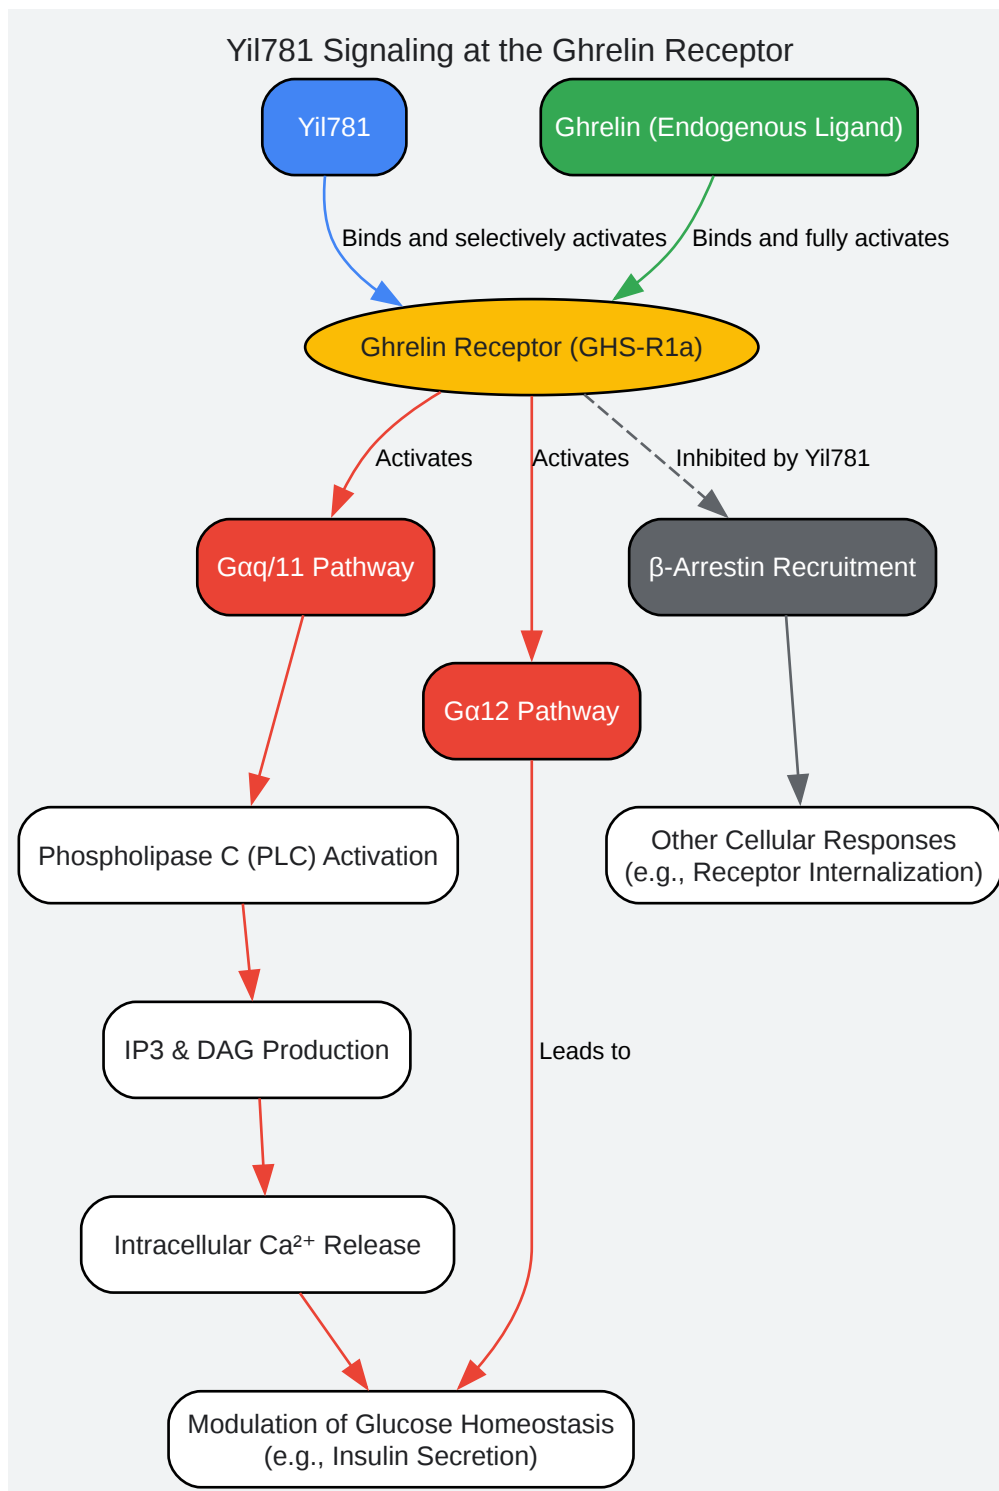 Yil781 Signaling at the Ghrelin Receptor
Yil781
Ghrelin (Endogenous Ligand)
Binds and selectively activates
Binds and fully activates
Ghrelin Receptor (GHS-R1a)
Activates
Activates
Inhibited by Yil781
Gαq/11 Pathway
β-Arrestin Recruitment
Gα12 Pathway
Phospholipase C (PLC) Activation
Other Cellular Responses
(e.g., Receptor Internalization)
IP3 & DAG Production
Leads to
Intracellular Ca²⁺ Release
Modulation of Glucose Homeostasis
(e.g., Insulin Secretion)